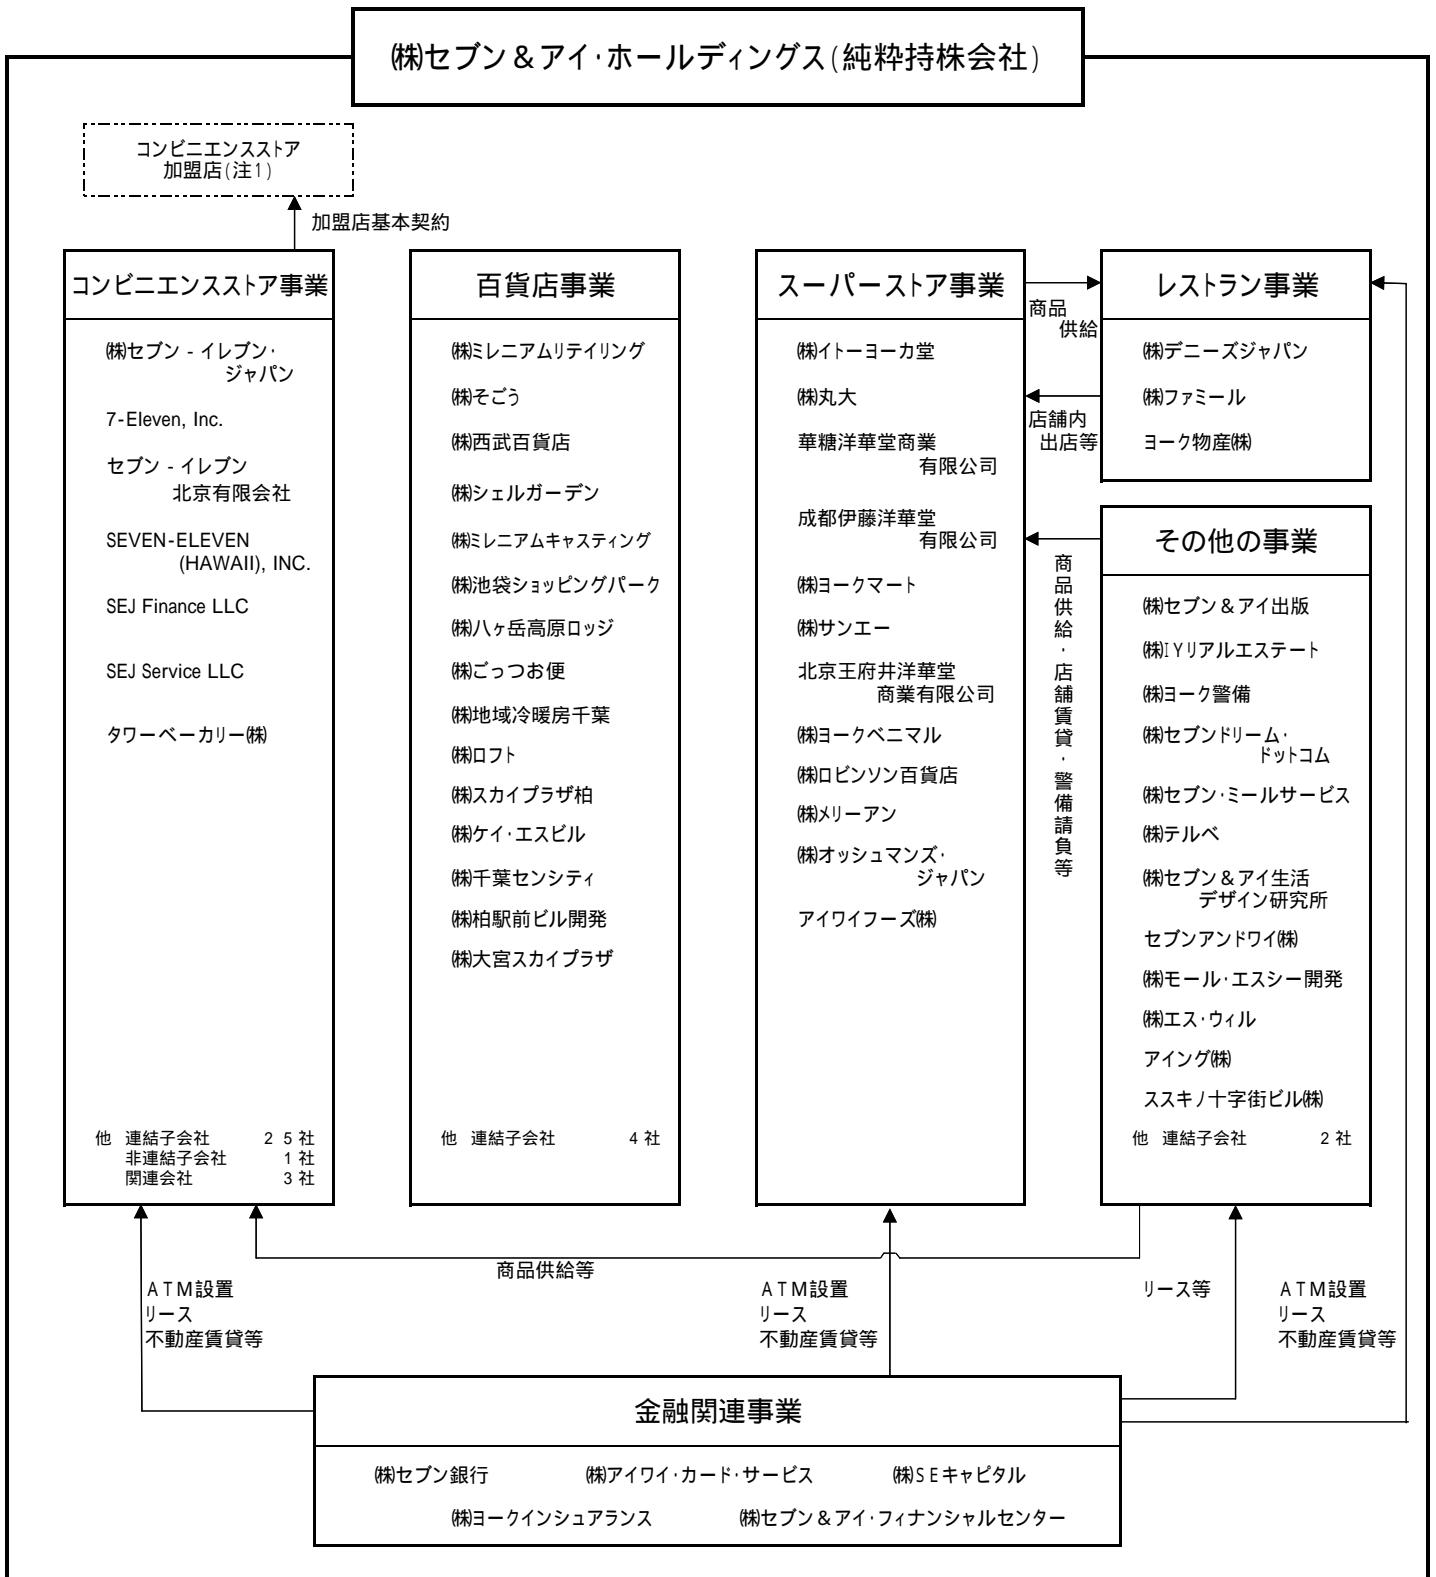 ㈱セブン＆アイ・ホールディングス(純粋持株会社)
コンビニエンスストア
加盟店(注1)
加盟店基本契約
コンビニエンスストア事業
㈱セブン‐イレブン・
ジャパン
7-Eleven, Inc.
セブン‐イレブン
北京有限会社
SEVEN-ELEVEN
(HAWAII), INC.
SEJ Finance LLC
SEJ Service LLC
タワーベーカリー㈱
他 連結子会社 25社
非連結子会社 1社
関連会社 3社
百貨店事業
㈱ミレニアムリテイリング
㈱そごう
㈱西武百貨店
㈱シェルガーデン
㈱ミレニアムキャスティング
㈱池袋ショッピングパーク
㈱八ヶ岳高原ロッジ
㈱ごっつお便
㈱地域冷暖房千葉
㈱ロフト
㈱スカイプラザ柏
㈱ケイ・エスビル
㈱千葉センシティ
㈱柏駅前ビル開発
㈱大宮スカイプラザ
他 連結子会社 4社
スーパーストア事業
㈱イトーヨーカ堂
㈱丸大
華糖洋華堂商業
有限公司
成都伊藤洋華堂
有限公司
㈱ヨークマート
㈱サンエー
北京王府井洋華堂
商業有限公司
㈱ヨークベニマル
㈱ロビンソン百貨店
㈱メリーアン
㈱オッシュマンズ・
ジャパン
アイワイフーズ㈱
商品
供給
店舗内
出店等
商品供給・店舗賃貸・警備請負等
レストラン事業
㈱デニーズジャパン
㈱ファミール
ヨーク物産㈱
その他の事業
㈱セブン＆アイ出版
㈱IYリアルエステート
㈱ヨーク警備
㈱セブンドリーム・
ドットコム
㈱セブン・ミールサービス
㈱テルベ
㈱セブン＆アイ生活
デザイン研究所
セブンアンドワイ㈱
㈱モール・エスシー開発
㈱エス・ウィル
アイング㈱
ススキノ十字街ビル㈱
他 連結子会社 2社
商品供給等
ATM設置
リース
不動産賃貸等
ATM設置
リース
不動産賃貸等
リース等
ATM設置
リース
不動産賃貸等
金融関連事業
㈱セブン銀行 ㈱アイワイ・カード・サービス ㈱SEキャピタル
㈱ヨークインシュアランス ㈱セブン＆アイ・フィナンシャルセンター